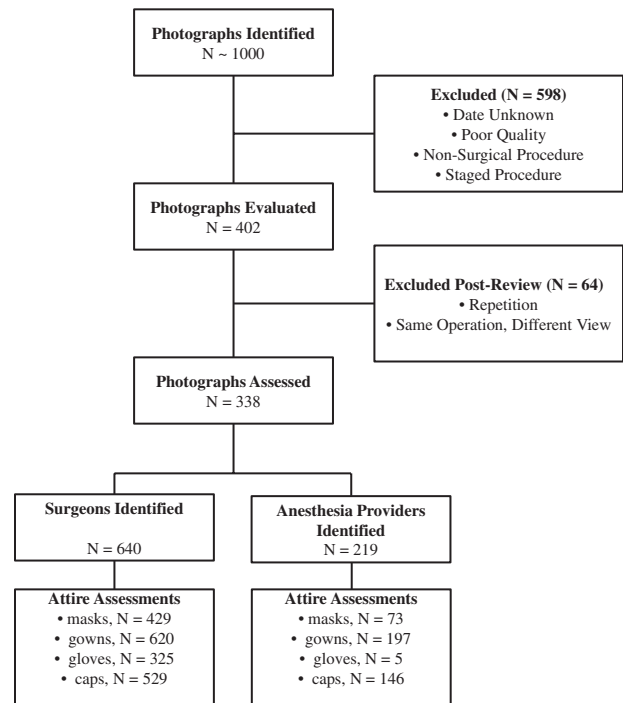 Photographs Identified
N ~ 1000
Excluded (N = 598)
• Date Unknown
• Poor Quality
• Non-Surgical Procedure
• Staged Procedure
Photographs Evaluated
N = 402
Excluded Post-Review (N = 64)
• Repetition
• Same Operation, Different View
Photographs Assessed
N = 338
Surgeons Identified
N = 640
Anesthesia Providers
Identified
N = 219
Attire Assessments
• masks, N = 429
• gowns, N = 620
• gloves, N = 325
• caps, N = 529
Attire Assessments
• masks, N = 73
• gowns, N = 197
• gloves, N = 5
• caps, N = 146